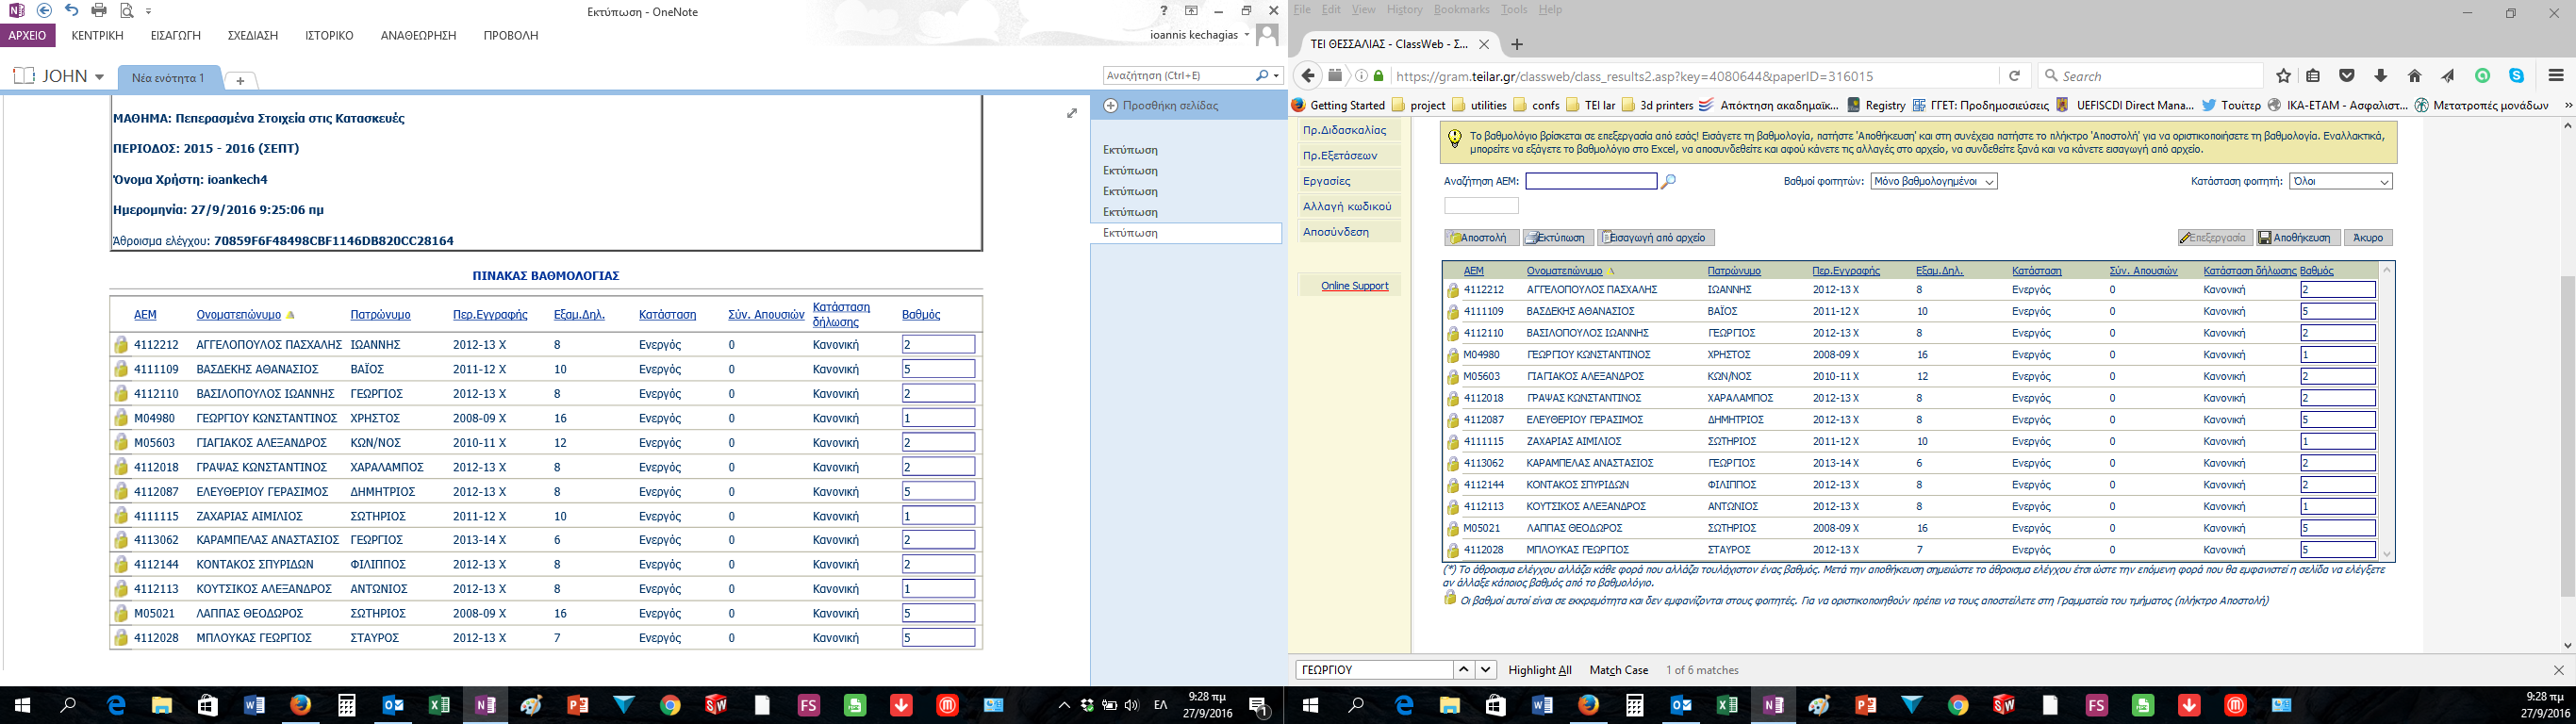 Εκτύπωση - OneNote
ΑΡΧΕΙΟ ΚΕΝΤΡΙΚΗ ΕΙΣΑΓΩΓΗ ΣΧΕΔΙΑΣΗ ΙΣΤΟΡΙΚΟ ΑΝΑΘΕΩΡΗΣΗ ΠΡΟΒΟΛΗ
ioannis kechagias
JOHN Νέα ενότητα 1
Αναζήτηση (Ctrl+E)
Προσθήκη σελίδας
Εκτύπωση
Εκτύπωση
Εκτύπωση
Εκτύπωση
Εκτύπωση
ΜΑΘΗΜΑ: Πεπερασμένα Στοιχεία στις Κατασκευές
ΠΕΡΙΟΔΟΣ: 2015 - 2016 (ΣΕΠΤ)
Όνομα Χρήστη: ioankech4
Ημερομηνία: 27/9/2016 9:25:06 πμ
Άθροισμα ελέγχου: 70859F6F48498CBF1146DB820CC28164
ΠΙΝΑΚΑΣ ΒΑΘΜΟΛΟΓΙΑΣ
ΑΕΜ Ονοματεπώνυμο Πατρώνυμο Περ.Εγγραφής Εξαμ.Δηλ. Κατάσταση Σύν. Απουσιών Κατάσταση δήλωσης Βαθμός
4112212 ΑΓΓΕΛΟΠΟΥΛΟΣ ΠΑΣΧΑΛΗΣ ΙΩΑΝΝΗΣ 2012-13 Χ 8 Ενεργός 0 Κανονική 2
4111109 ΒΑΣΔΕΚΗΣ ΑΘΑΝΑΣΙΟΣ ΒΑΪΟΣ 2011-12 Χ 10 Ενεργός 0 Κανονική 5
4112110 ΒΑΣΙΛΟΠΟΥΛΟΣ ΙΩΑΝΝΗΣ ΓΕΩΡΓΙΟΣ 2012-13 Χ 8 Ενεργός 0 Κανονική 2
Μ04980 ΓΕΩΡΓΙΟΥ ΚΩΝΣΤΑΝΤΙΝΟΣ ΧΡΗΣΤΟΣ 2008-09 Χ 16 Ενεργός 0 Κανονική 1
Μ05603 ΓΙΑΓΙΑΚΟΣ ΑΛΕΞΑΝΔΡΟΣ ΚΩΝ/ΝΟΣ 2010-11 Χ 12 Ενεργός 0 Κανονική 2
4112018 ΓΡΑΨΑΣ ΚΩΝΣΤΑΝΤΙΝΟΣ ΧΑΡΑΛΑΜΠΟΣ 2012-13 Χ 8 Ενεργός 0 Κανονική 2
4112087 ΕΛΕΥΘΕΡΙΟΥ ΓΕΡΑΣΙΜΟΣ ΔΗΜΗΤΡΙΟΣ 2012-13 Χ 8 Ενεργός 0 Κανονική 5
4111115 ΖΑΧΑΡΙΑΣ ΑΙΜΙΛΙΟΣ ΣΩΤΗΡΙΟΣ 2011-12 Χ 10 Ενεργός 0 Κανονική 1
4113062 ΚΑΡΑΜΠΕΛΑΣ ΑΝΑΣΤΑΣΙΟΣ ΓΕΩΡΓΙΟΣ 2013-14 Χ 6 Ενεργός 0 Κανονική 2
4112144 ΚΟΝΤΑΚΟΣ ΣΠΥΡΙΔΩΝ ΦΙΛΙΠΠΟΣ 2012-13 Χ 8 Ενεργός 0 Κανονική 2
4112113 ΚΟΥΤΣΙΚΟΣ ΑΛΕΞΑΝΔΡΟΣ ΑΝΤΩΝΙΟΣ 2012-13 Χ 8 Ενεργός 0 Κανονική 1
Μ05021 ΛΑΠΠΑΣ ΘΕΟΔΩΡΟΣ ΣΩΤΗΡΙΟΣ 2008-09 Χ 16 Ενεργός 0 Κανονική 5
4112028 ΜΠΛΟΥΚΑΣ ΓΕΩΡΓΙΟΣ ΣΤΑΥΡΟΣ 2012-13 Χ 7 Ενεργός 0 Κανονική 5
ΕΛ 9:28 πμ
27/9/2016
File Edit View History Bookmarks Tools Help
ΤΕΙ ΘΕΣΣΑΛΙΑΣ - ClassWeb - Σ...
https://gram.teilar.gr/classweb/class_results2.asp?key=4080644&paperID=316015
Search
Getting Started project utilities confs TEI lar 3d printers Απόκτηση ακαδημαϊκ... Registry ΓΓΕΤ: Προδημοσιεύσεις UEFISCDI Direct Mana... Τουίτερ ΙΚΑ-ΕΤΑΜ - Ασφαλιστ... Μετατροπές μονάδων
Πρ.Διδασκαλίας
Πρ.Εξετάσεων
Εργασίες
Αλλαγή κωδικού
Αποσύνδεση
Online Support
Το βαθμολόγιο βρίσκεται σε επεξεργασία από εσάς! Εισάγετε τη βαθμολογία, πατήστε 'Αποθήκευση' και στη συνέχεια πατήστε το πλήκτρο 'Αποστολή' για να οριστικοποιήσετε τη βαθμολογία. Εναλλακτικά,
μπορείτε να εξάγετε το βαθμολόγιο στο Excel, να αποσυνδεθείτε και αφού κάνετε τις αλλαγές στο αρχείο, να συνδεθείτε ξανά και να κάνετε εισαγωγή από αρχείο.
Αναζήτηση ΑΕΜ: Βαθμοί φοιτητών: Μόνο βαθμολογημένοι Κατάσταση φοιτητή: Όλοι
Αποστολή Εκτύπωση Εισαγωγή από αρχείο Επεξεργασία Αποθήκευση Άκυρο
ΑΕΜ Ονοματεπώνυμο Πατρώνυμο Περ.Εγγραφής Εξαμ.Δηλ. Κατάσταση Σύν. Απουσιών Κατάσταση δήλωσης Βαθμός
4112212 ΑΓΓΕΛΟΠΟΥΛΟΣ ΠΑΣΧΑΛΗΣ ΙΩΑΝΝΗΣ 2012-13 Χ 8 Ενεργός 0 Κανονική 2
4111109 ΒΑΣΔΕΚΗΣ ΑΘΑΝΑΣΙΟΣ ΒΑΪΟΣ 2011-12 Χ 10 Ενεργός 0 Κανονική 5
4112110 ΒΑΣΙΛΟΠΟΥΛΟΣ ΙΩΑΝΝΗΣ ΓΕΩΡΓΙΟΣ 2012-13 Χ 8 Ενεργός 0 Κανονική 2
Μ04980 ΓΕΩΡΓΙΟΥ ΚΩΝΣΤΑΝΤΙΝΟΣ ΧΡΗΣΤΟΣ 2008-09 Χ 16 Ενεργός 0 Κανονική 1
Μ05603 ΓΙΑΓΙΑΚΟΣ ΑΛΕΞΑΝΔΡΟΣ ΚΩΝ/ΝΟΣ 2010-11 Χ 12 Ενεργός 0 Κανονική 2
4112018 ΓΡΑΨΑΣ ΚΩΝΣΤΑΝΤΙΝΟΣ ΧΑΡΑΛΑΜΠΟΣ 2012-13 Χ 8 Ενεργός 0 Κανονική 2
4112087 ΕΛΕΥΘΕΡΙΟΥ ΓΕΡΑΣΙΜΟΣ ΔΗΜΗΤΡΙΟΣ 2012-13 Χ 8 Ενεργός 0 Κανονική 5
4111115 ΖΑΧΑΡΙΑΣ ΑΙΜΙΛΙΟΣ ΣΩΤΗΡΙΟΣ 2011-12 Χ 10 Ενεργός 0 Κανονική 1
4113062 ΚΑΡΑΜΠΕΛΑΣ ΑΝΑΣΤΑΣΙΟΣ ΓΕΩΡΓΙΟΣ 2013-14 Χ 6 Ενεργός 0 Κανονική 2
4112144 ΚΟΝΤΑΚΟΣ ΣΠΥΡΙΔΩΝ ΦΙΛΙΠΠΟΣ 2012-13 Χ 8 Ενεργός 0 Κανονική 2
4112113 ΚΟΥΤΣΙΚΟΣ ΑΛΕΞΑΝΔΡΟΣ ΑΝΤΩΝΙΟΣ 2012-13 Χ 8 Ενεργός 0 Κανονική 1
Μ05021 ΛΑΠΠΑΣ ΘΕΟΔΩΡΟΣ ΣΩΤΗΡΙΟΣ 2008-09 Χ 16 Ενεργός 0 Κανονική 5
4112028 ΜΠΛΟΥΚΑΣ ΓΕΩΡΓΙΟΣ ΣΤΑΥΡΟΣ 2012-13 Χ 7 Ενεργός 0 Κανονική 5
(*) Το άθροισμα ελέγχου αλλάζει κάθε φορά που αλλάζει τουλάχιστον ένας βαθμός. Μετά την αποθήκευση σημειώστε το άθροισμα ελέγχου έτσι ώστε την επόμενη φορά που θα εμφανιστεί η σελίδα να ελέγξετε
αν άλλαξε κάποιος βαθμός από το βαθμολόγιο.
Οι βαθμοί αυτοί είναι σε εκκρεμότητα και δεν εμφανίζονται στους φοιτητές. Για να οριστικοποιηθούν πρέπει να τους αποστείλετε στη Γραμματεία του τμήματος (πλήκτρο Αποστολή)
ΓΕΩΡΓΙΟΥ Highlight All Match Case 1 of 6 matches
9:28 πμ
27/9/2016